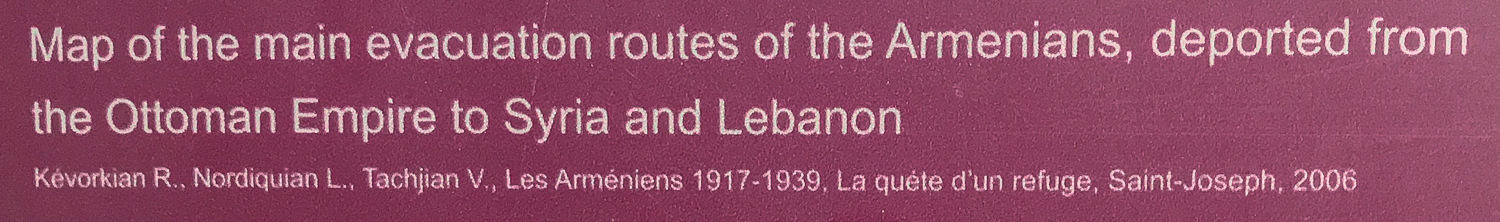 Map of the main evacuation routes of the Armenians, deported from
the Ottoman Empire to Syria and Lebanon
Kévorkian R., Nordiquian L., Tachjian V., Les Arméniens 1917-1939, La quéte d'un refuge, Saint-Joseph, 2006